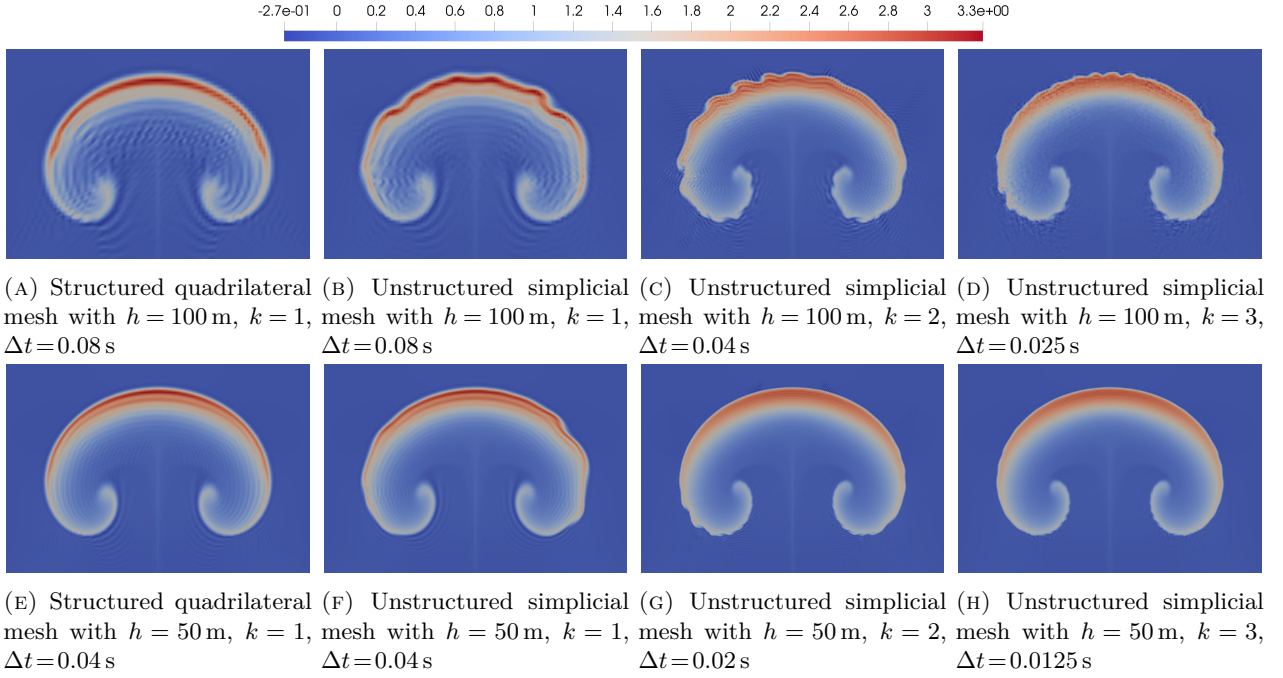 -2.7e-01 0 0.2 0.4 0.6 0.8 1 1.2 1.4 1.6 1.8 2 2.2 2.4 2.6 2.8 3 3.3e+00
(A) Structured quadrilateral
mesh with h = 100 m, k = 1,
Δt = 0.08 s
(B) Unstructured simplicial
mesh with h = 100 m, k = 1,
Δt = 0.08 s
(C) Unstructured simplicial
mesh with h = 100 m, k = 2,
Δt = 0.04 s
(D) Unstructured simplicial
mesh with h = 100 m, k = 3,
Δt = 0.025 s
(E) Structured quadrilateral
mesh with h = 50 m, k = 1,
Δt = 0.04 s
(F) Unstructured simplicial
mesh with h = 50 m, k = 1,
Δt = 0.04 s
(G) Unstructured simplicial
mesh with h = 50 m, k = 2,
Δt = 0.02 s
(H) Unstructured simplicial
mesh with h = 50 m, k = 3,
Δt = 0.0125 s